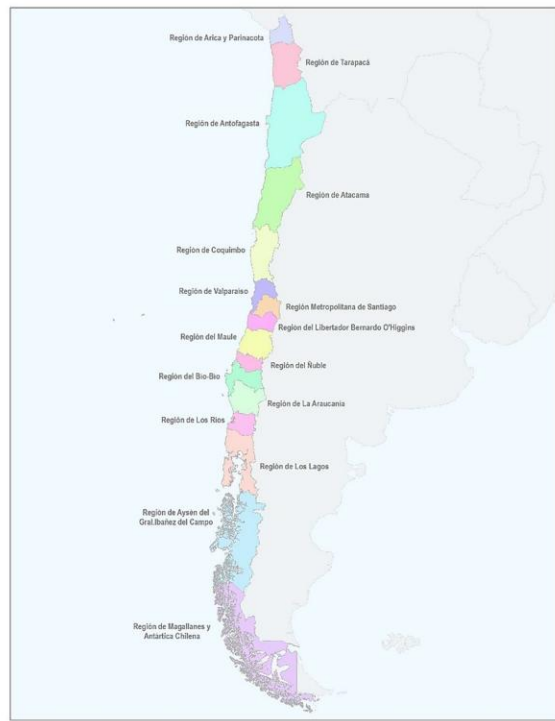 Región de Arica y Parinacota
Región de Tarapacá
Región de Antofagasta
Región de Atacama
Región de Coquimbo
Región de Valparaíso
Región Metropolitana de Santiago
Región del Libertador Bernardo O'Higgins
Región del Maule
Región del Ñuble
Región del Bío-Bío
Región de La Araucanía
Región de Los Ríos
Región de Los Lagos
Región de Aysén del
Gral.Ibañez del Campo
Región de Magallanes y
Antártica Chilena